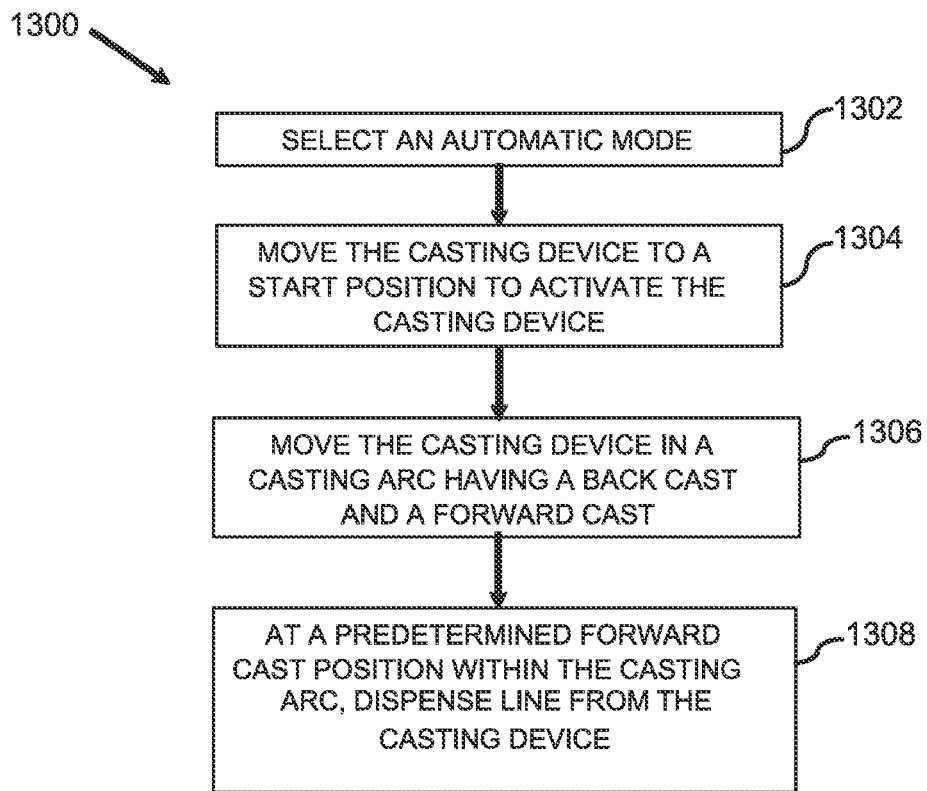 1300
1302
SELECT AN AUTOMATIC MODE
1304
MOVE THE CASTING DEVICE TO A
START POSITION TO ACTIVATE THE
CASTING DEVICE
1306
MOVE THE CASTING DEVICE IN A
CASTING ARC HAVING A BACK CAST
AND A FORWARD CAST
1308
AT A PREDETERMINED FORWARD
CAST POSITION WITHIN THE CASTING
ARC, DISPENSE LINE FROM THE
CASTING DEVICE